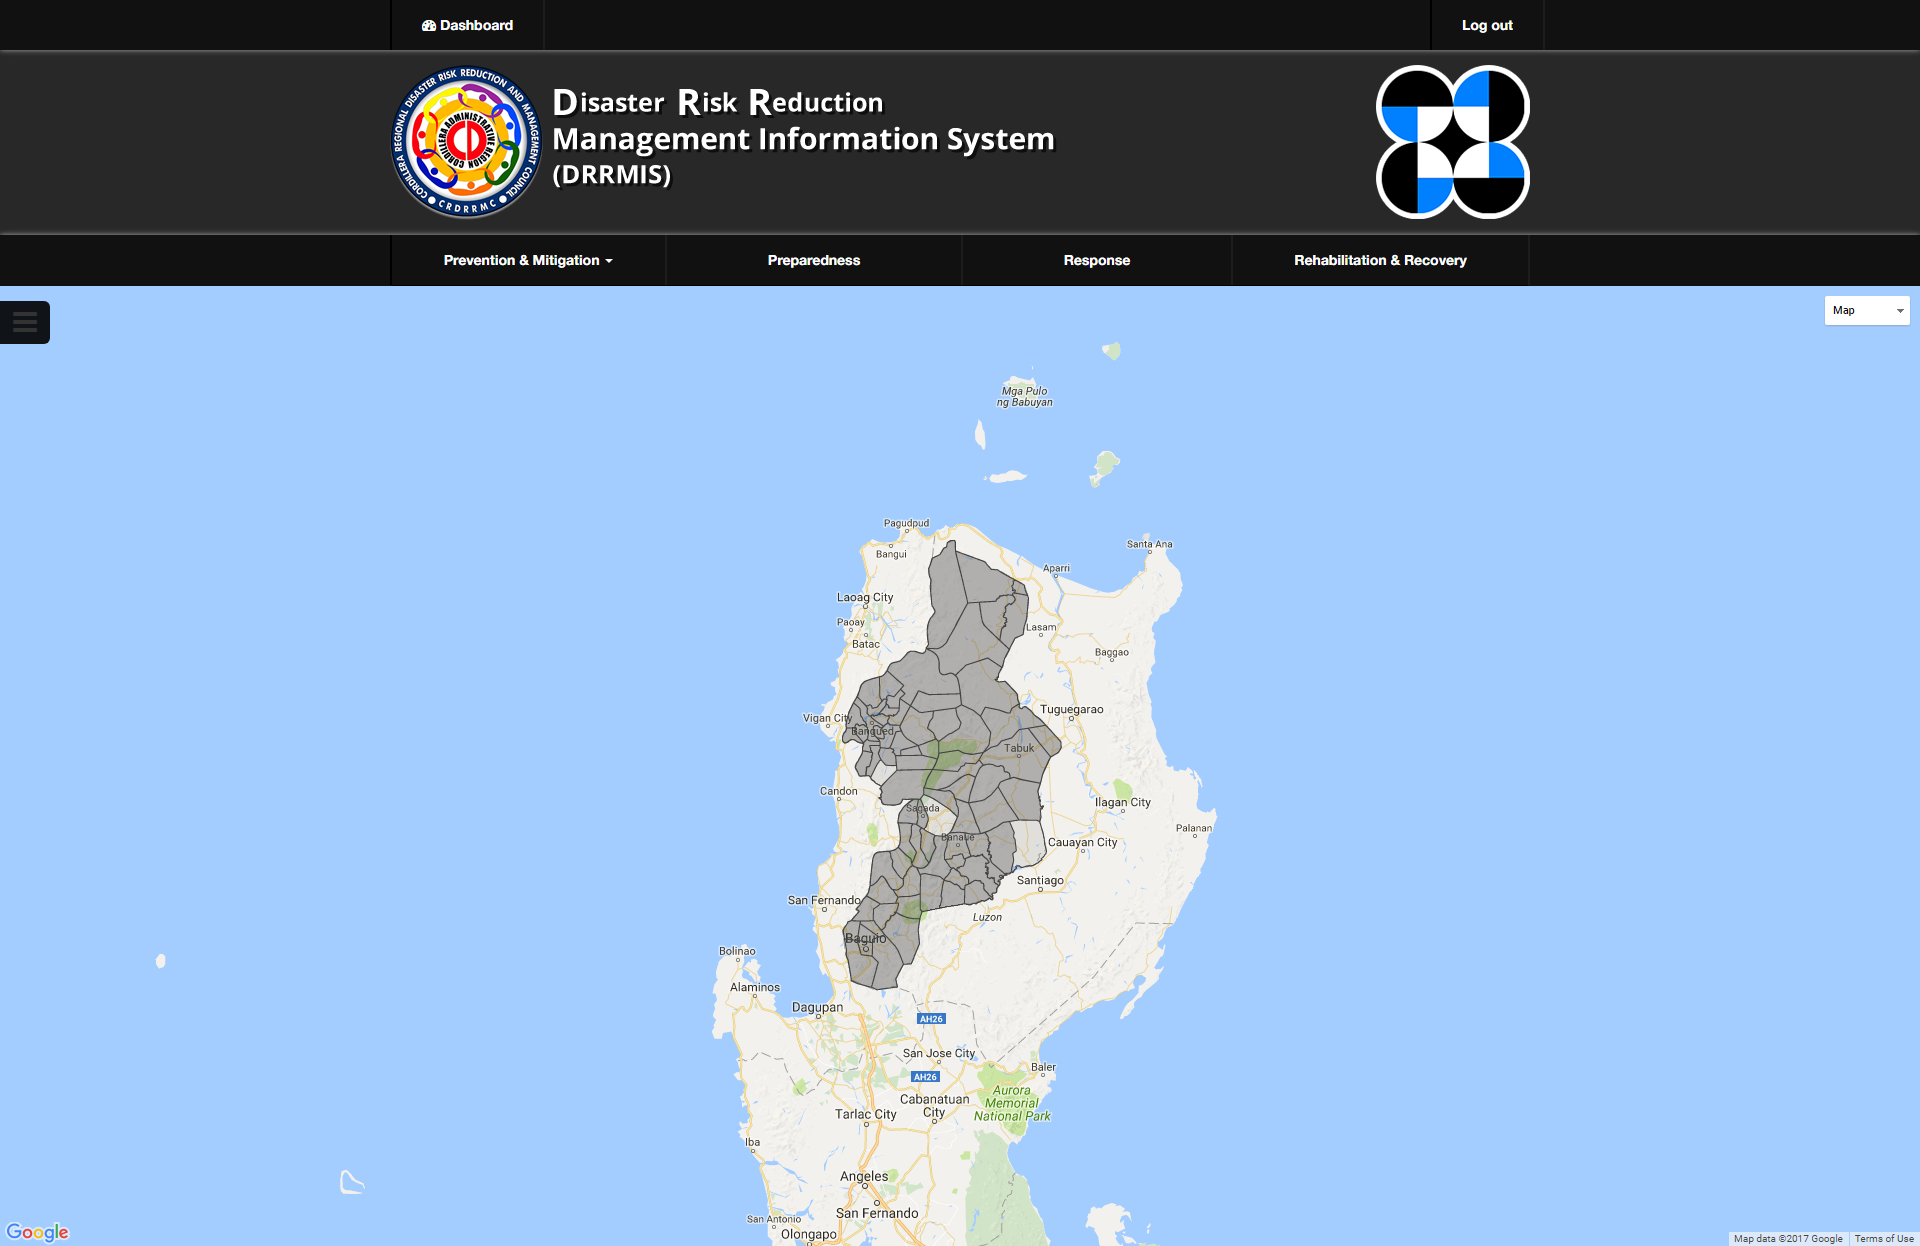 Dashboard
Log out
CORDILLERA REGIONAL DISASTER RISK REDUCTION AND MANAGEMENT COUNCIL
CRDRRMC
CORDILLERA ADMINISTRATIVE REGION
Disaster Risk Reduction
Management Information System
(DRRMIS)
Prevention & Mitigation
Preparedness
Response
Rehabilitation & Recovery
Map
Mga Pulo
ng Babuyan
Pagudpud
Bangui
Santa Ana
Aparri
Laoag City
Paoay
Lasam
Batac
Baggao
Tuguegarao
Vigan City
Bangued
Tabuk
Candon
Ilagan City
Sagada
Palanan
Banaue
Cauayan City
Santiago
San Fernando
Luzon
Baguio
Bolinao
Alaminos
Dagupan
AH26
San Jose City
Baler
AH26
Aurora
Memorial
National Park
Cabanatuan
City
Tarlac City
Iba
Angeles
San Fernando
San Antonio
Olongapo
Google
Map data ©2017 Google
Terms of Use